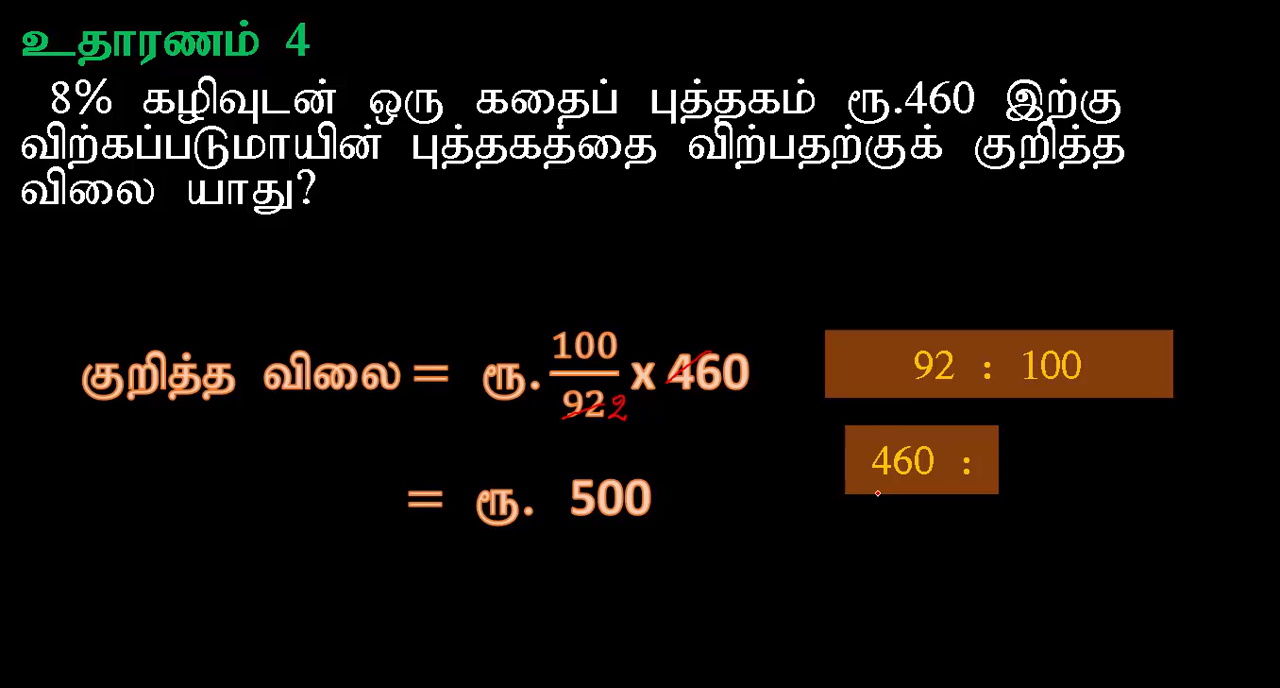 உதாரணம் 4
8% கழிவுடன் ஒரு கதைப் புத்தகம் ரூ.460 இற்கு
விற்கப்படுமாயின் புத்தகத்தை விற்பதற்குக் குறித்த
விலை யாது?
குறித்த விலை = ரூ. 100/92 2 x 460
92 : 100
460 :
= ரூ. 500